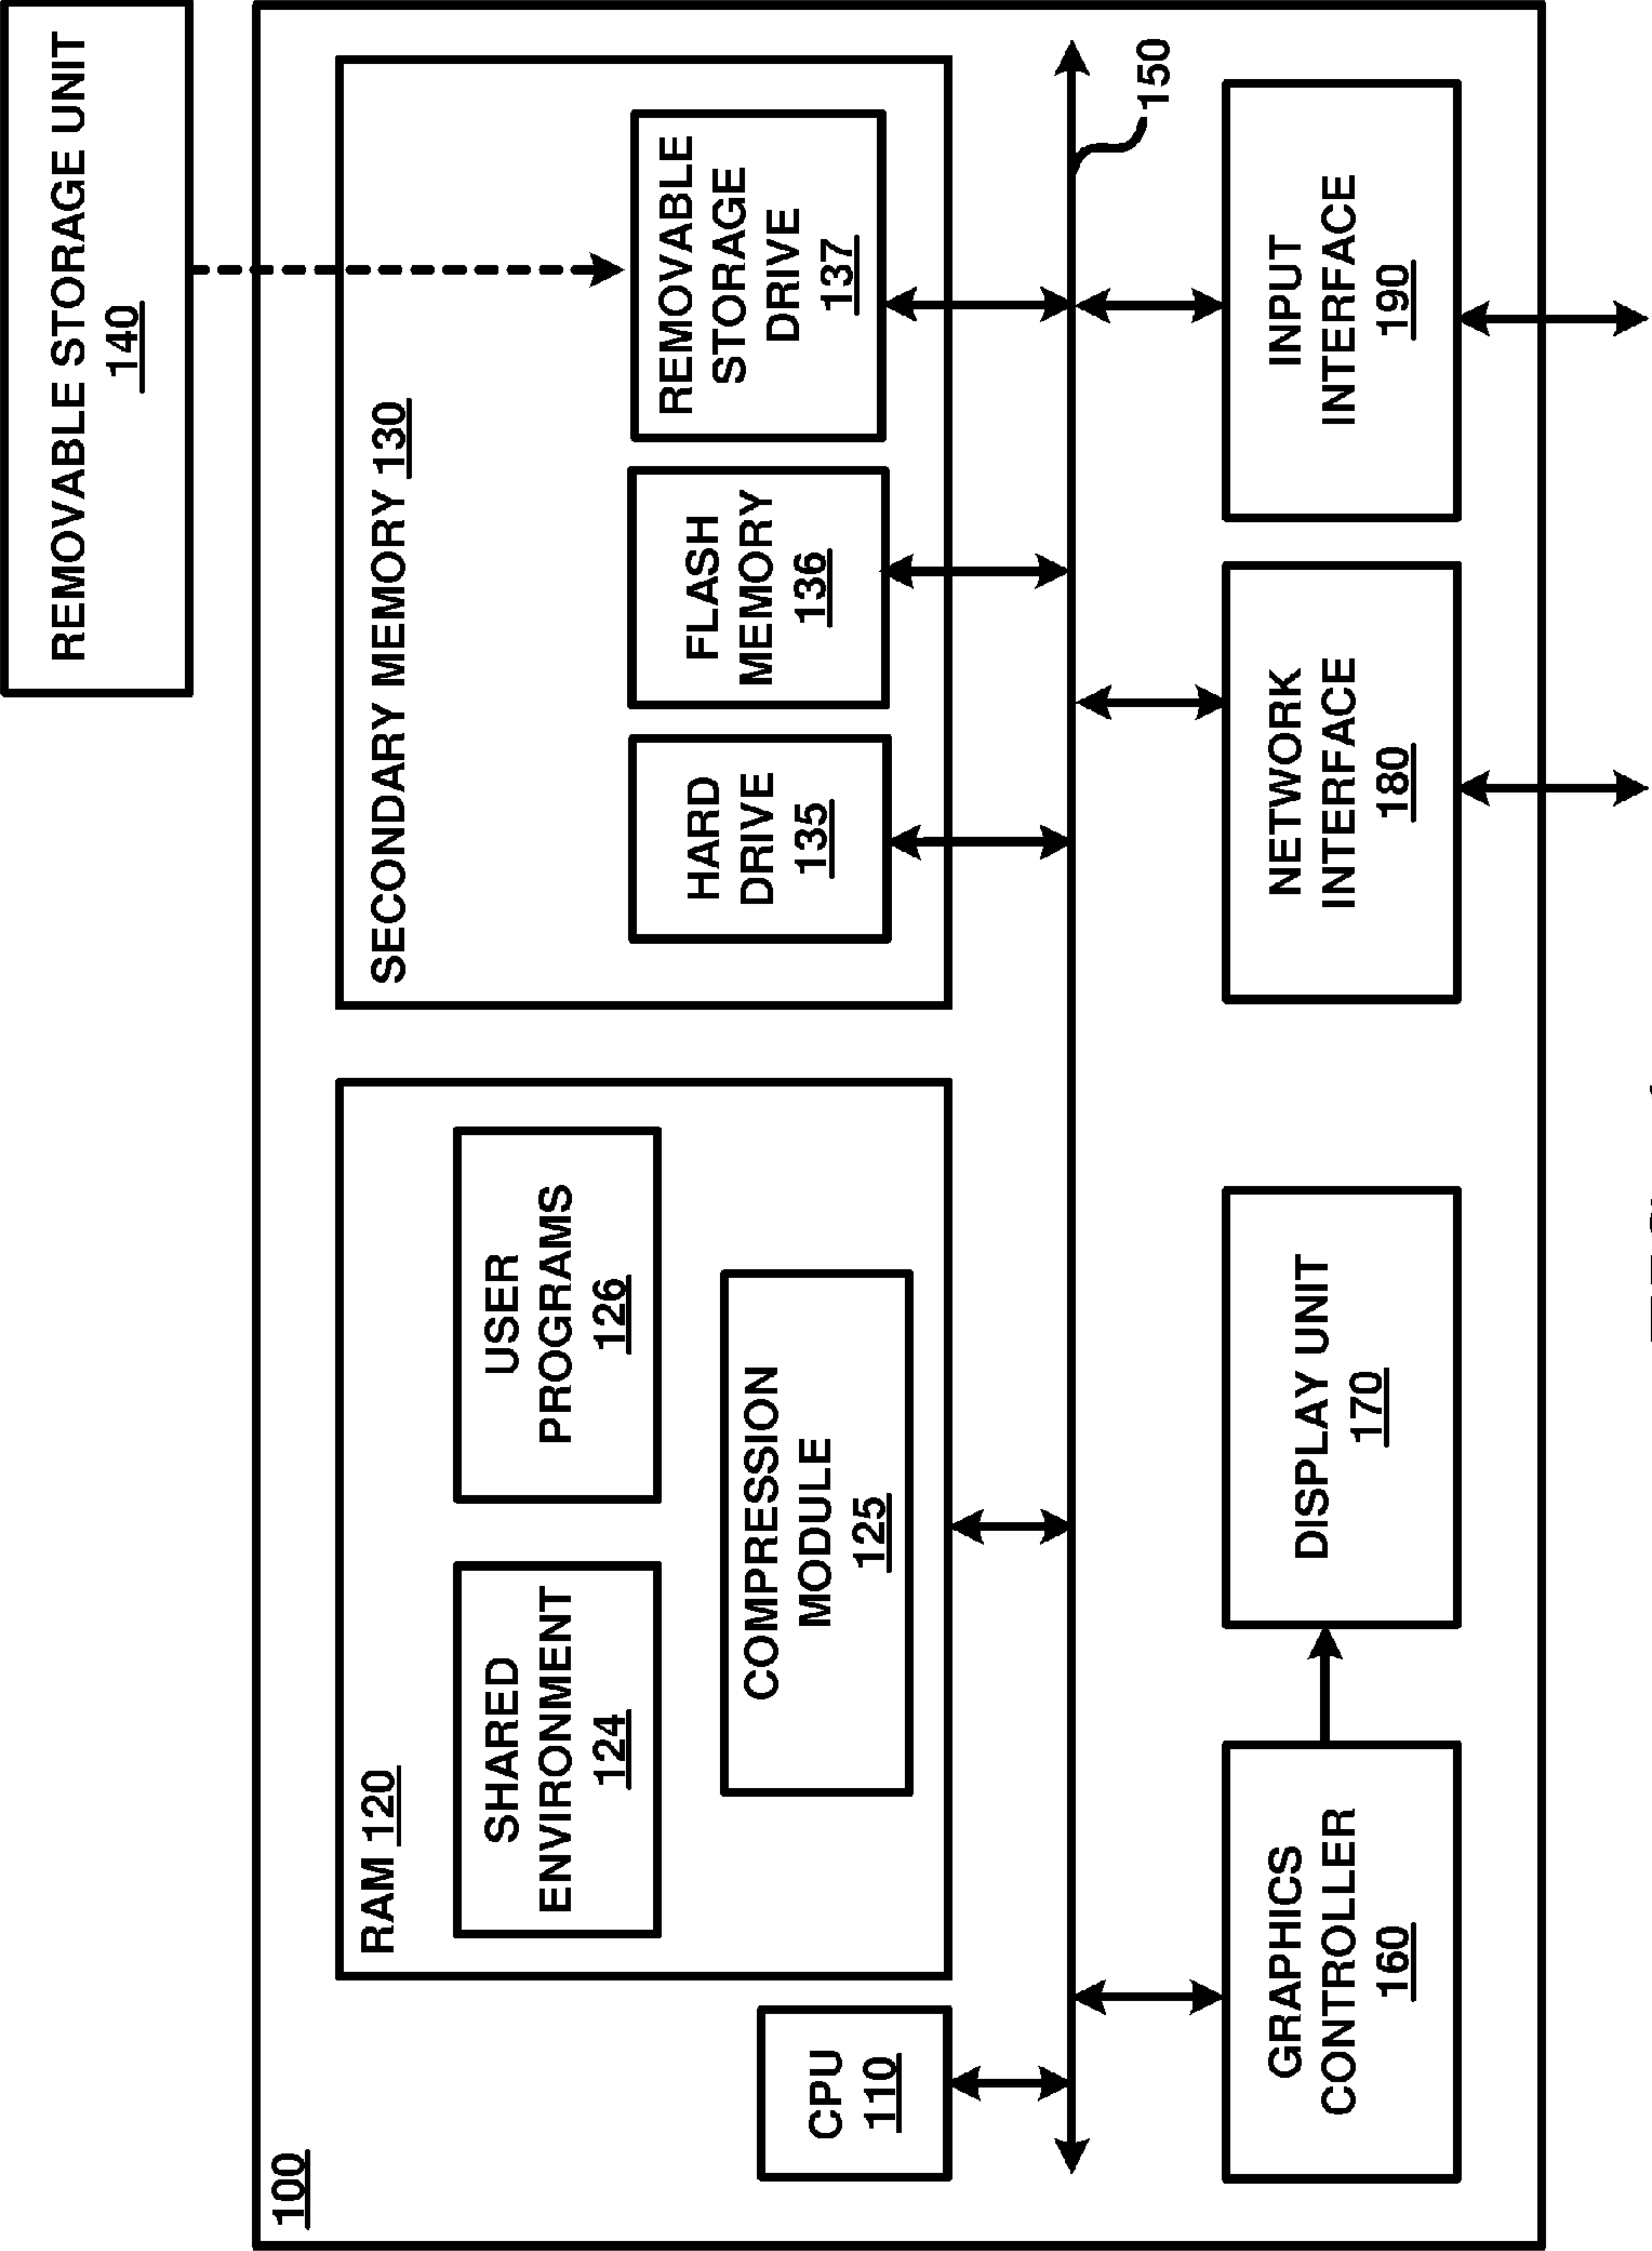 REMOVABLE STORAGE UNIT
140
100
RAM 120
SHARED
ENVIRONMENT
124
USER
PROGRAMS
126
COMPRESSION
MODULE
125
CPU
110
SECONDARY MEMORY 130
HARD
DRIVE
135
FLASH
MEMORY
136
REMOVABLE
STORAGE
DRIVE
137
150
GRAPHICS
CONTROLLER
160
DISPLAY UNIT
170
NETWORK
INTERFACE
180
INPUT
INTERFACE
190